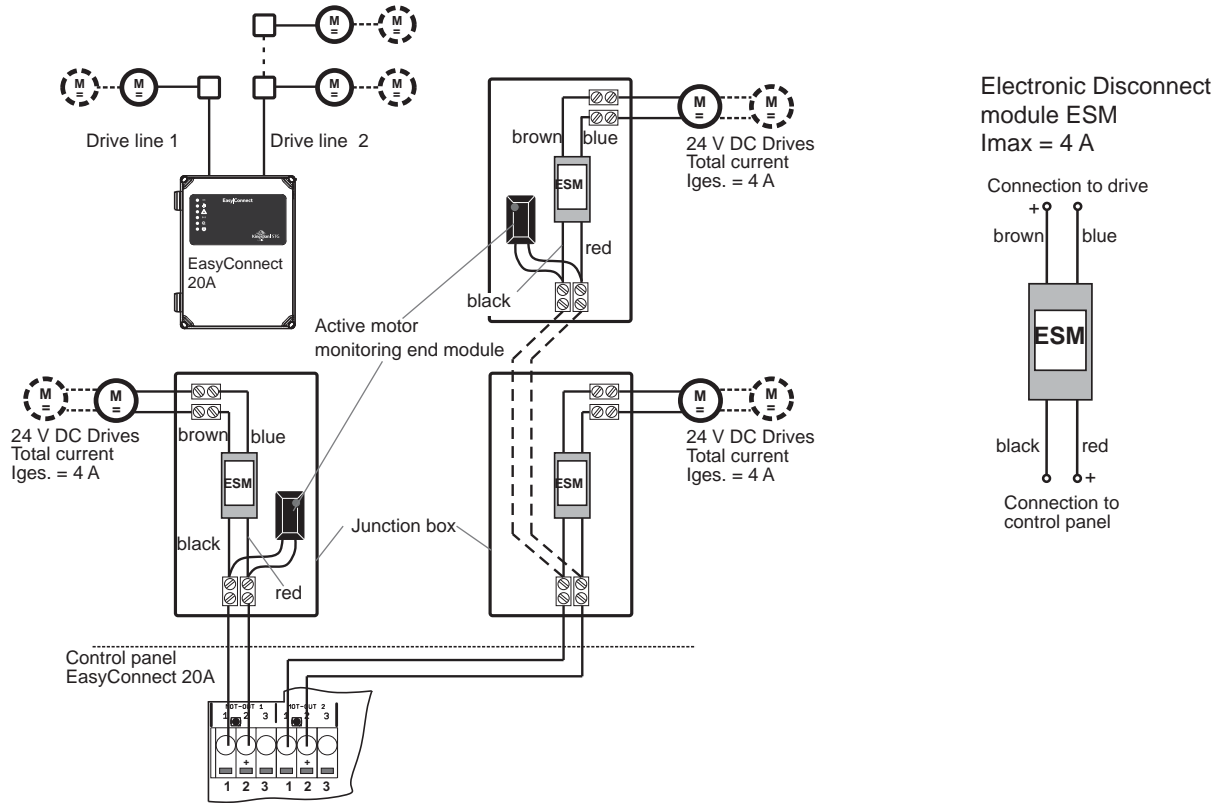 M
=
M
=
M
=
M
=
M
=
M
=
Drive line 1
Drive line 2
EasyConnect
Kingspan STG
EasyConnect
20A
brown
blue
ESM
red
black
M
=
M
=
24 V DC Drives
Total current
Iges. = 4 A
Active motor
monitoring end module
M
=
M
=
24 V DC Drives
Total current
Iges. = 4 A
brown
blue
ESM
black
red
Junction box
ESM
M
=
M
=
24 V DC Drives
Total current
Iges. = 4 A
Control panel
EasyConnect 20A
MOT-OUT 1
MOT-OUT 2
1 2 3 1 2 3
+ +
1 2 3 1 2 3
Electronic Disconnect
module ESM
Imax = 4 A
Connection to drive
+
brown
blue
ESM
black
red
+
Connection to
control panel